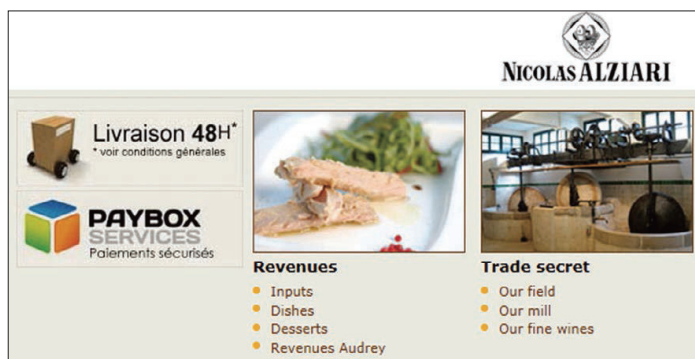 NICOLAS ALZIARI
Livraison 48H*
* voir conditions générales
PAYBOX
SERVICES
Paiements sécurisés
Revenues
Inputs
Dishes
Desserts
Revenues Audrey
Trade secret
Our field
Our mill
Our fine wines